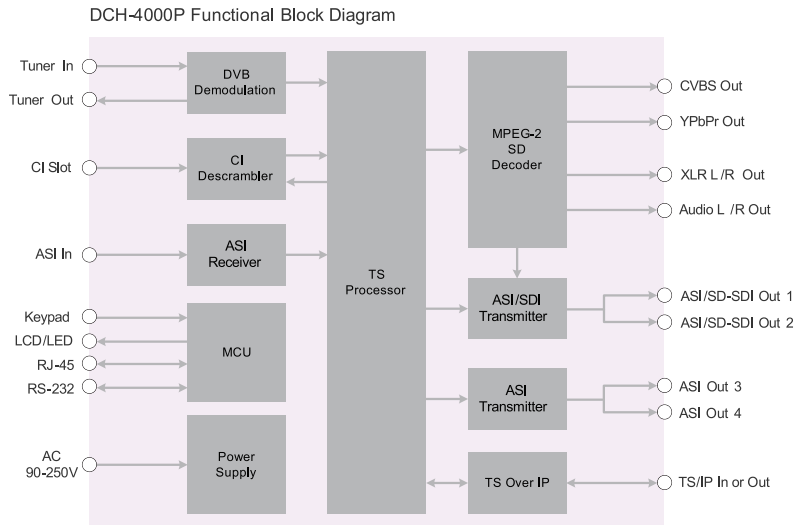 DCH-4000P Functional Block Diagram
Tuner In
Tuner Out
CI Slot
ASI In
Keypad
LCD/LED
RJ-45
RS-232
AC
90-250V
DVB
Demodulation
CI
Descrambler
ASI
Receiver
MCU
Power
Supply
TS
Processor
MPEG-2
SD
Decoder
ASI/SDI
Transmitter
ASI
Transmitter
TS Over IP
CVBS Out
YPbPr Out
XLR L /R Out
Audio L /R Out
ASI/SD-SDI Out 1
ASI/SD-SDI Out 2
ASI Out 3
ASI Out 4
TS/IP In or Out